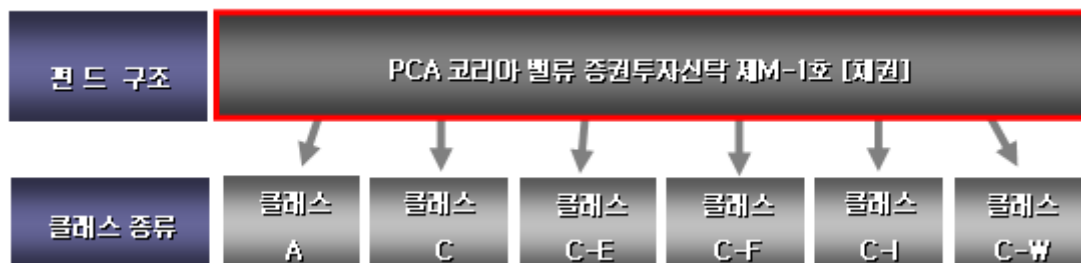 펀 드 구조
PCA 코리아 밸류 증권투자신탁 제M-1호 [채권]
클래스 종류
클래스
A
클래스
C
클래스
C-E
클래스
C-F
클래스
C-I
클래스
C-W